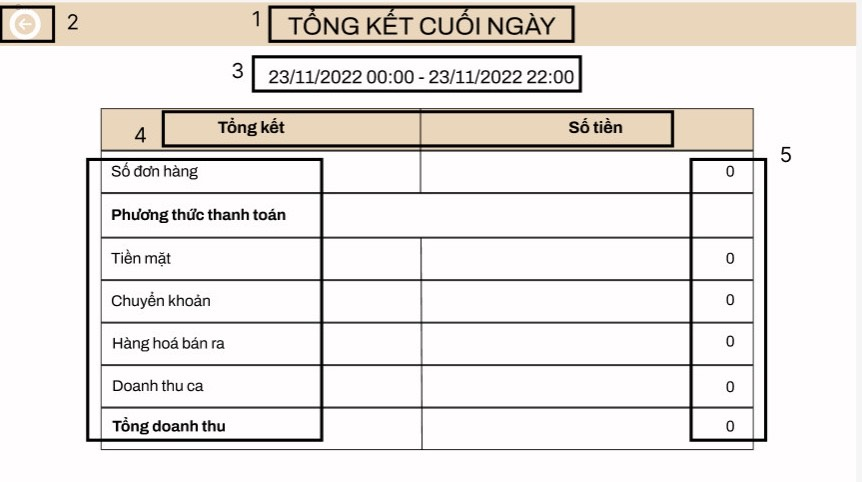 2 1 TỔNG KẾT CUỐI NGÀY
3 23/11/2022 00:00 - 23/11/2022 22:00
4 Tổng kết Số tiền
5
Số đơn hàng 0
Phương thức thanh toán
Tiền mặt 0
Chuyển khoản 0
Hàng hoá bán ra 0
Doanh thu ca 0
Tổng doanh thu 0